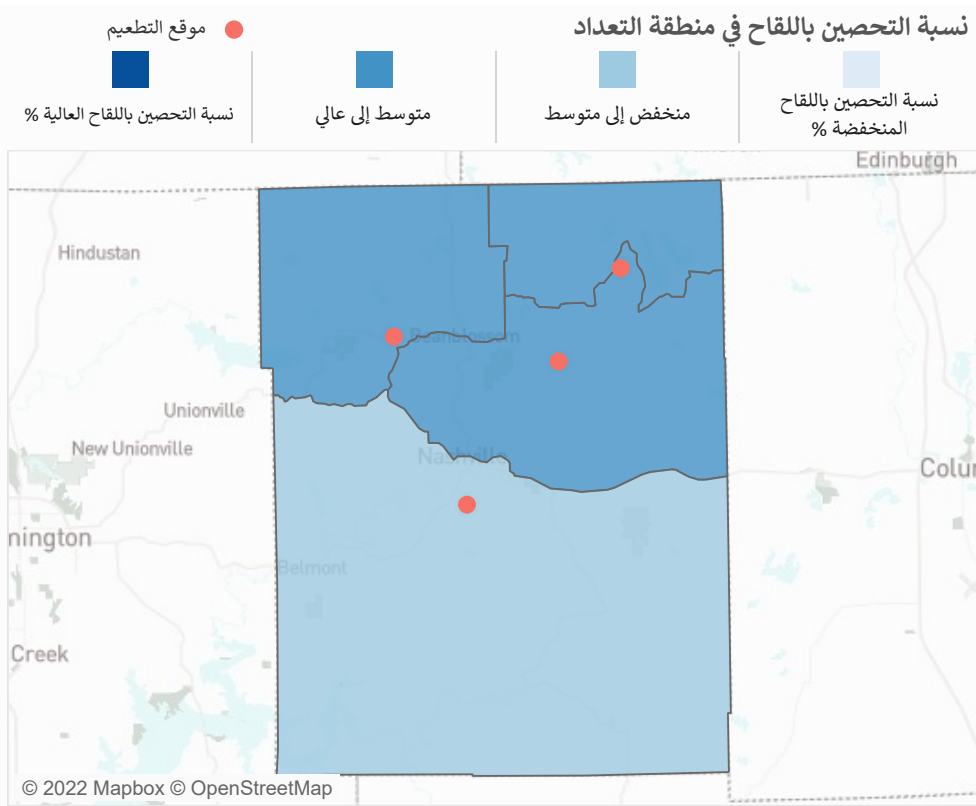 نسبة التحصين باللقاح في منطقة التعداد
موقع التطعيم
نسبة التحصين باللقاح
المنخفضة %
منخفض إلى متوسط
متوسط إلى عالي
نسبة التحصين باللقاح العالية %
Edinburgh
Hindustan
Beanblossom
Unionville
New Unionville
Nashville
Colu
nington
Belmont
Creek
© 2022 Mapbox © OpenStreetMap